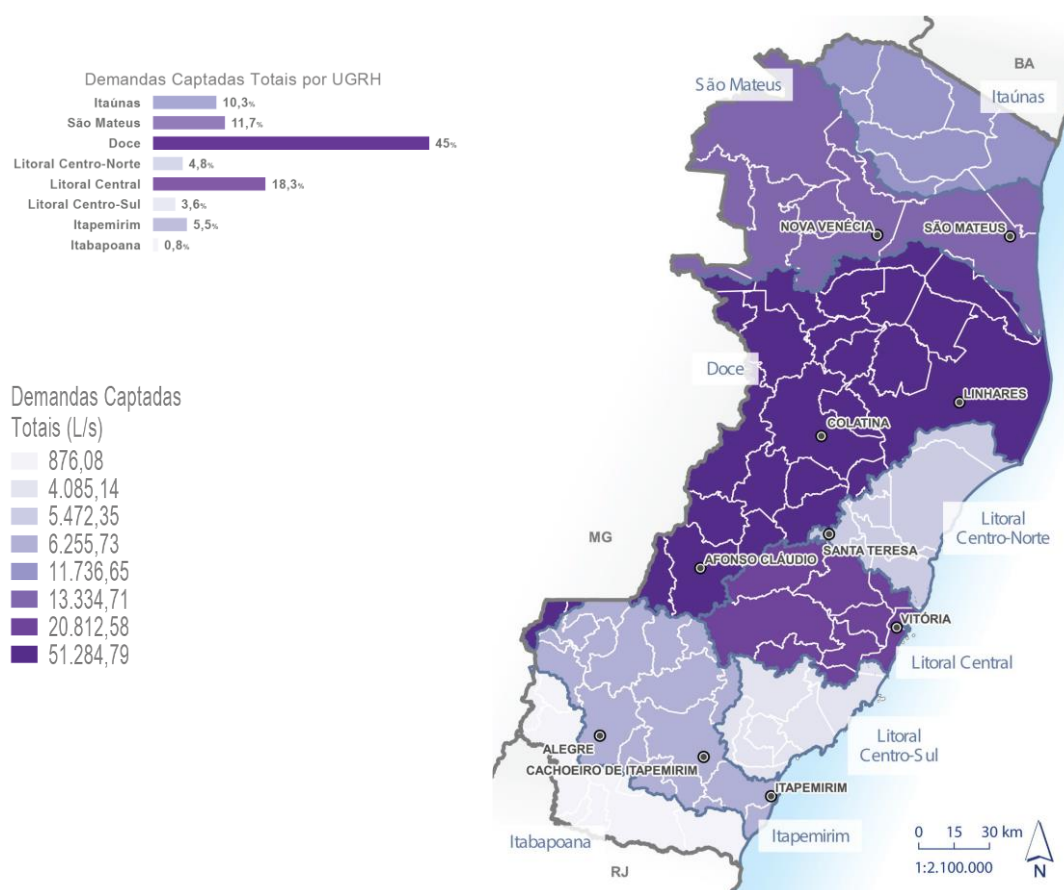 Demandas Captadas Totais por UGRH
Itaúnas 10,3%
São Mateus 11,7%
Doce 45%
Litoral Centro-Norte 4,8%
Litoral Central 18,3%
Litoral Centro-Sul 3,6%
Itapemirim 5,5%
Itabapoana 0,8%
Demandas Captadas
Totais (L/s)
876,08
4.085,14
5.472,35
6.255,73
11.736,65
13.334,71
20.812,58
51.284,79
BA
São Mateus
Itaúnas
NOVA VENÉCIA
SÃO MATEUS
Doce
LINHARES
COLATINA
Litoral
Centro-Norte
MG
SANTA TERESA
AFONSO CLÁUDIO
VITÓRIA
Litoral Central
Litoral
Centro-Sul
ALEGRE
CACHOEIRO DE ITAPEMIRIM
ITAPEMIRIM
Itabapoana
Itapemirim
RJ
0 15 30 km
1:2.100.000
N